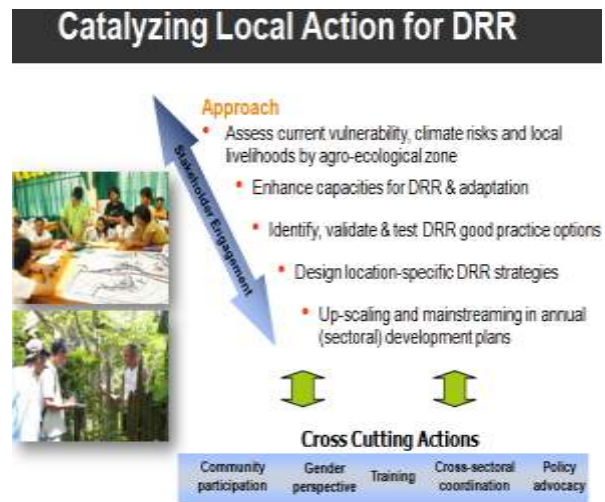 Catalyzing Local Action for DRR
Approach
• Assess current vulnerability, climate risks and local
livelihoods by agro-ecological zone
• Enhance capacities for DRR & adaptation
• Identify, validate & test DRR good practice options
• Design location-specific DRR strategies
• Up-scaling and mainstreaming in annual
(sectoral) development plans
Stakeholder Engagement
Cross Cutting Actions
Community
participation
Gender
perspective
Training
Cross-sectoral
coordination
Policy
advocacy